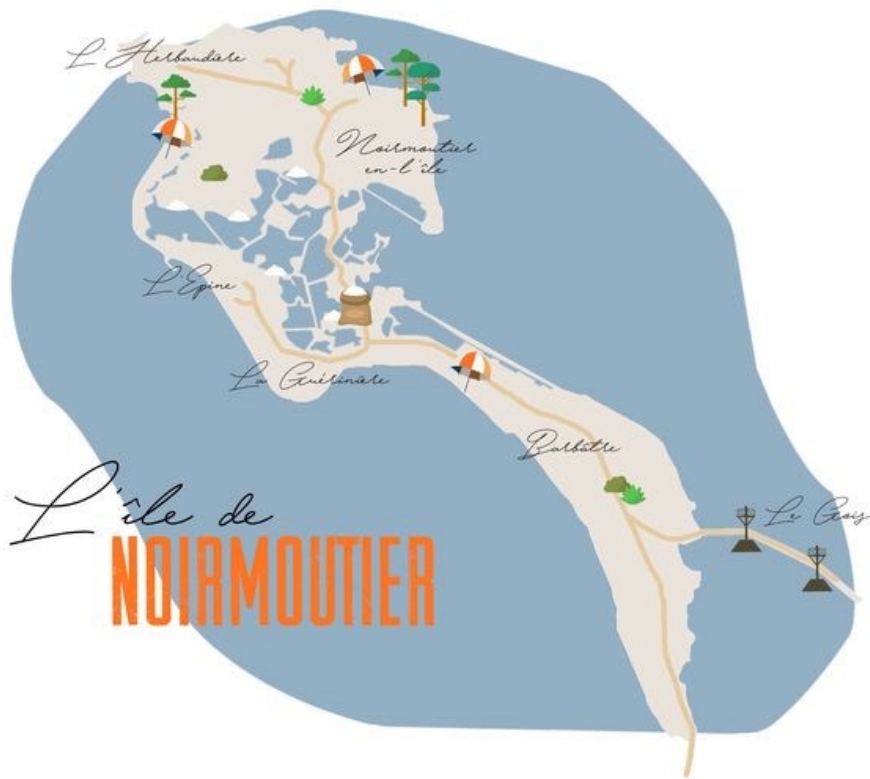 L'Herbaudière
Noirmoutier
en-l'île
L'Epine
La Guérinière
Barbâtre
Le Gois
L'île de
NOIRMOUTIER